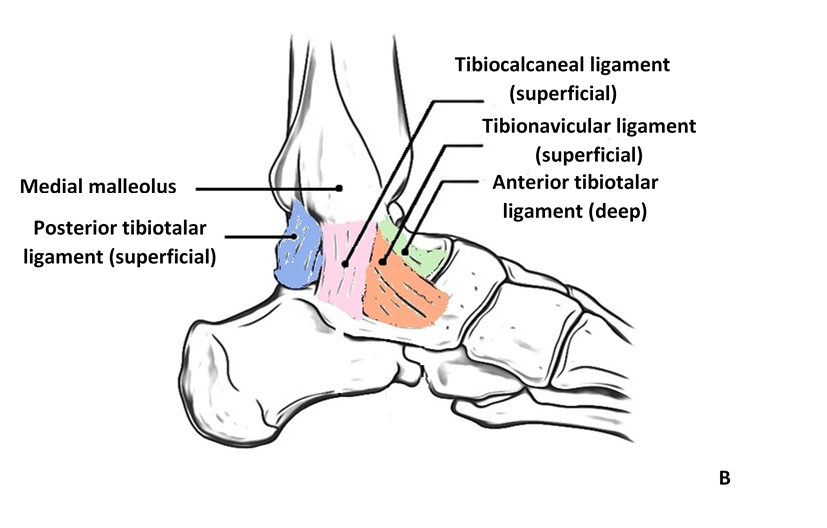 Tibiocalcaneal ligament
(superficial)
Tibionavicular ligament
(superficial)
Anterior tibiotalar
ligament (deep)
Medial malleolus
Posterior tibiotalar
ligament (superficial)
B